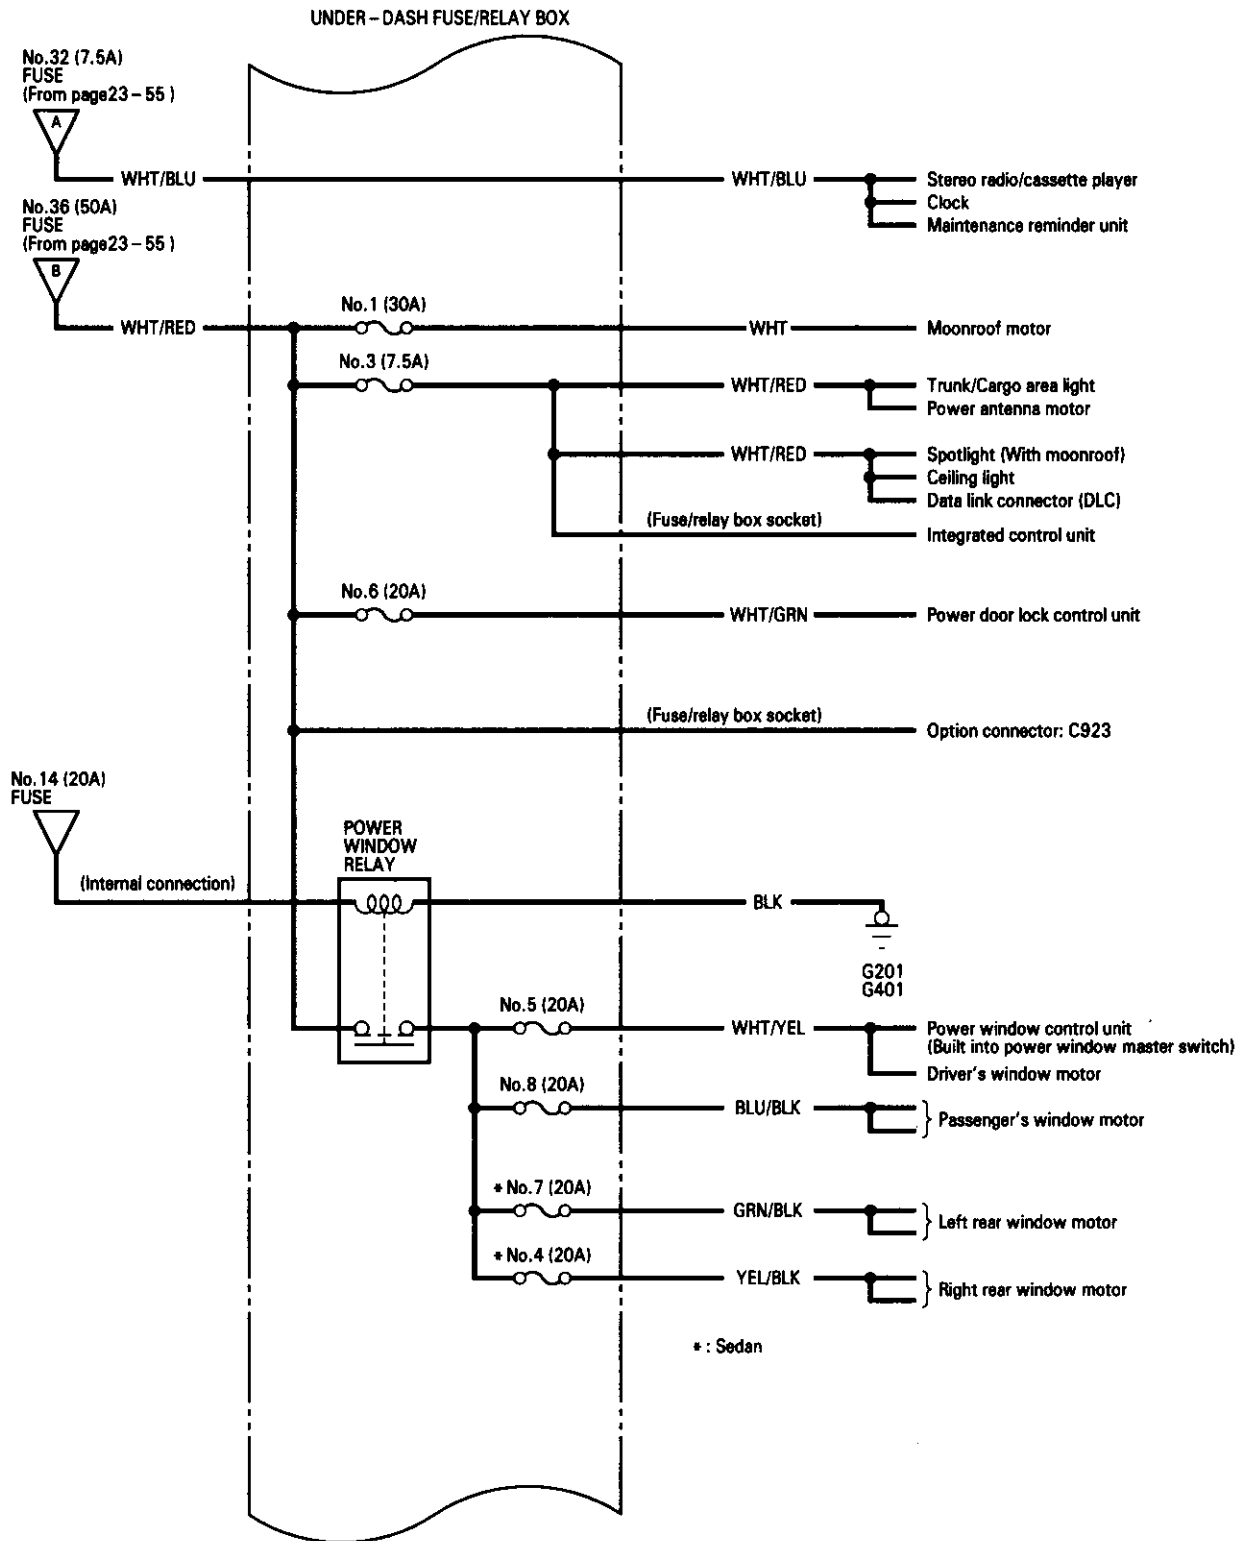 UNDER – DASH FUSE/RELAY BOX
No.32 (7.5A)
FUSE
(From page23 – 55 )
A
WHT/BLU
WHT/BLU
Stereo radio/cassette player
Clock
Maintenance reminder unit
No.36 (50A)
FUSE
(From page23 – 55 )
B
WHT/RED
No.1 (30A)
WHT
Moonroof motor
No.3 (7.5A)
WHT/RED
Trunk/Cargo area light
Power antenna motor
WHT/RED
Spotlight (With moonroof)
Ceiling light
Data link connector (DLC)
(Fuse/relay box socket)
Integrated control unit
No.6 (20A)
WHT/GRN
Power door lock control unit
(Fuse/relay box socket)
Option connector: C923
No.14 (20A)
FUSE
(Internal connection)
POWER
WINDOW
RELAY
BLK
G201
G401
No.5 (20A)
WHT/YEL
Power window control unit
(Built into power window master switch)
Driver's window motor
No.8 (20A)
BLU/BLK
Passenger's window motor
* No.7 (20A)
GRN/BLK
Left rear window motor
* No.4 (20A)
YEL/BLK
Right rear window motor
* : Sedan